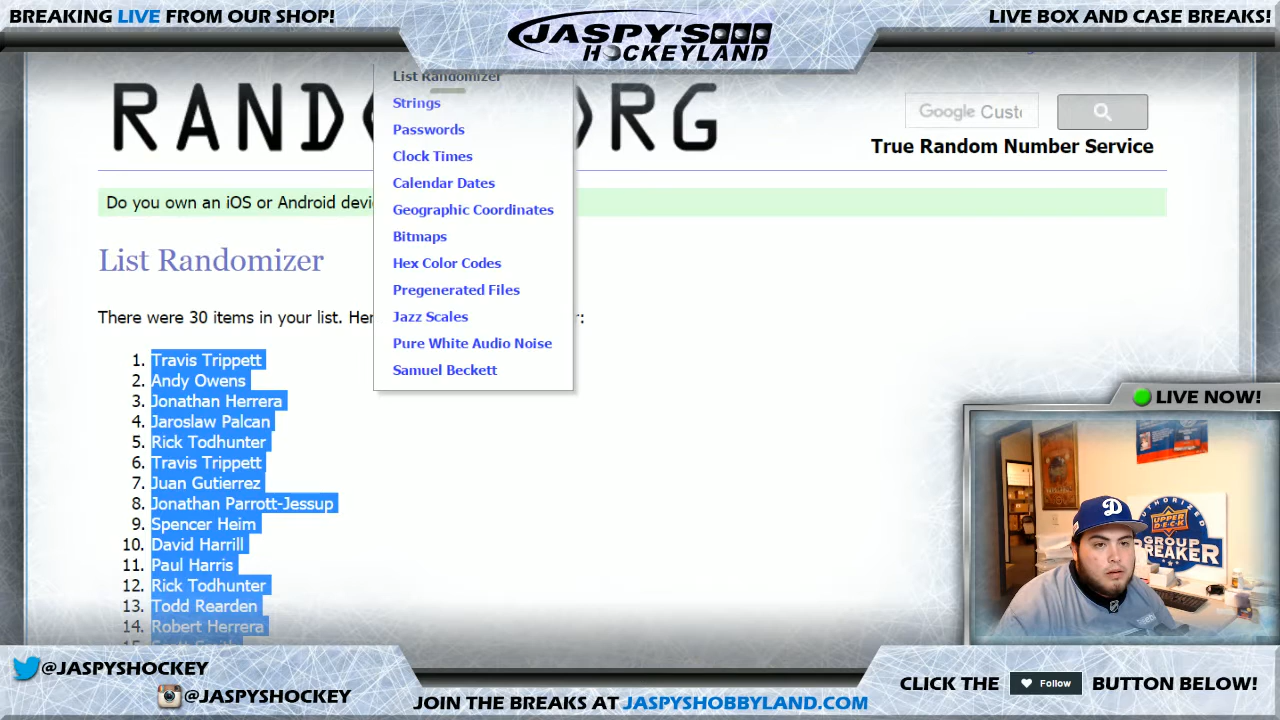 BREAKING LIVE FROM OUR SHOP!
JASPY'S
HOCKEYLAND
LIVE BOX AND CASE BREAKS!
List Randomizer
Strings
Passwords
Clock Times
Calendar Dates
Geographic Coordinates
Bitmaps
Hex Color Codes
Pregenerated Files
Jazz Scales
Pure White Audio Noise
Samuel Beckett
Google
True Random Number Service
Do you own an iOS or Android
List Randomizer
There were 30 items in your list.
1. Travis Trippett
2. Andy Owens
3. Jonathan Herrera
4. Jaroslaw Palcan
5. Rick Todhunter
6. Travis Trippett
7. Juan Gutierrez
8. Jonathan Parrott-Jessup
9. Spencer Heim
10. David Harrill
11. Paul Harris
12. Rick Todhunter
13. Todd Rearden
14. Robert Herrera
LIVE NOW!
D
AUTHORIZED
UPPER
DECK
GROUP
BREAKER
@JASPYSHOCKEY
@JASPYSHOCKEY
JOIN THE BREAKS AT JASPYSHOBBYLAND.COM
CLICK THE Follow BUTTON BELOW!